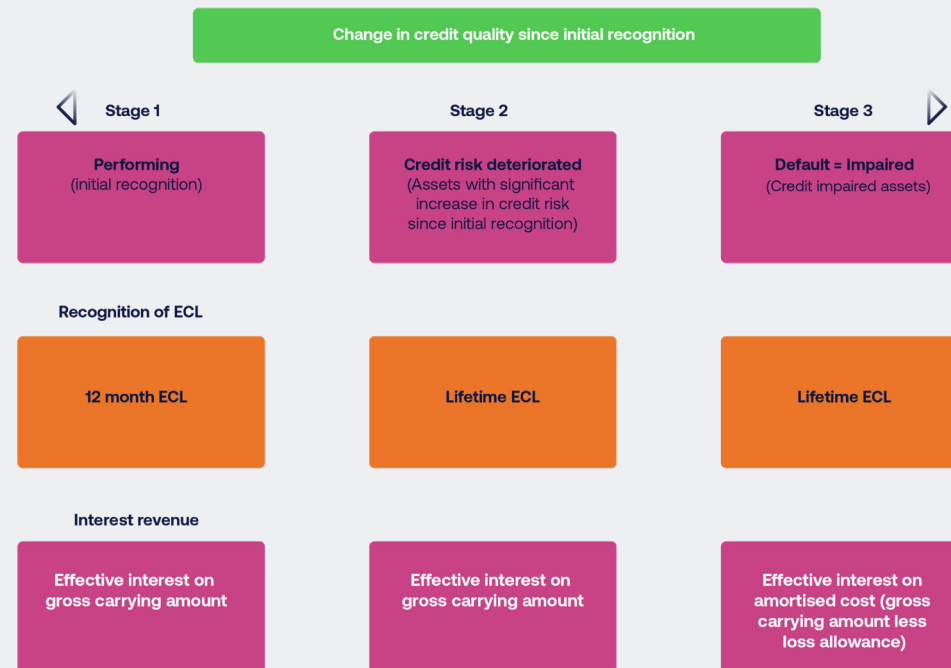 Change in credit quality since initial recognition
Stage 1
Stage 2
Stage 3
Performing
(initial recognition)
Credit risk deteriorated
(Assets with significant
increase in credit risk
since initial recognition)
Default = Impaired
(Credit impaired assets)
Recognition of ECL
12 month ECL
Lifetime ECL
Lifetime ECL
Interest revenue
Effective interest on
gross carrying amount
Effective interest on
gross carrying amount
Effective interest on
amortised cost (gross
carrying amount less
loss allowance)